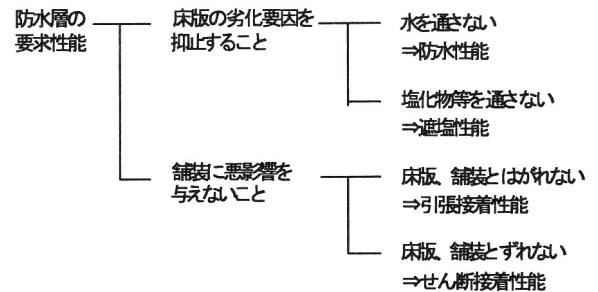 防水層の
要求性能
床版の劣化要因を
抑止すること
水を通さない
⇒防水性能
塩化物等を通さない
⇒遮塩性能
舗装に悪影響を
与えないこと
床版、舗装とはがれない
⇒引張接着性能
床版、舗装とずれない
⇒せん断接着性能